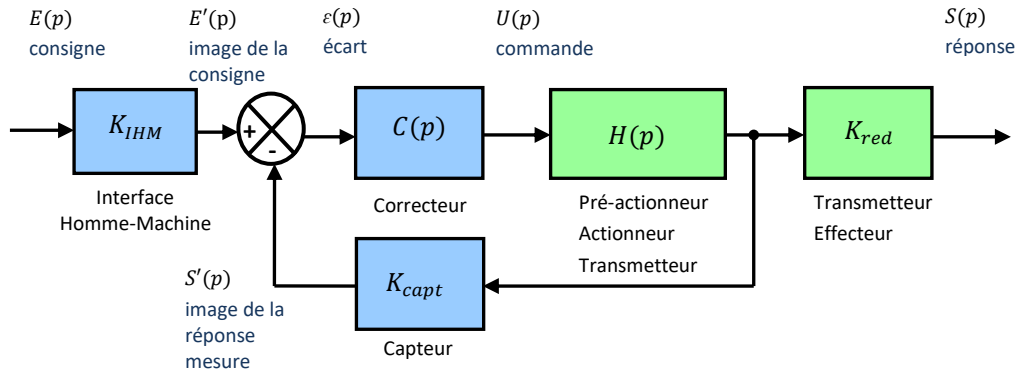 E(p)
consigne
E'(p)
image de la
consigne
ε(p)
écart
U(p)
commande
S(p)
réponse
K_IHM
+
-
C(p)
H(p)
K_red
Interface
Homme-Machine
Correcteur
Pré-actionneur
Actionneur
Transmetteur
Transmetteur
Effecteur
S'(p)
image de la
réponse
mesure
K_capt
Capteur